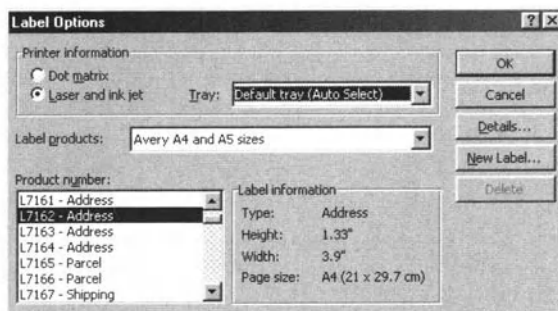 Label Options
Printer information
Dot matrix
Laser and ink jet
Tray:
Default tray (Auto Select)
Label products:
Avery A4 and A5 sizes
Product number:
L7161 - Address
L7162 - Address
L7163 - Address
L7164 - Address
L7165 - Parcel
L7166 - Parcel
L7167 - Shipping
Label information
Type: Address
Height: 1.33"
Width: 3.9"
Page size: A4 (21 x 29.7 cm)
OK
Cancel
Details...
New Label...
Delete